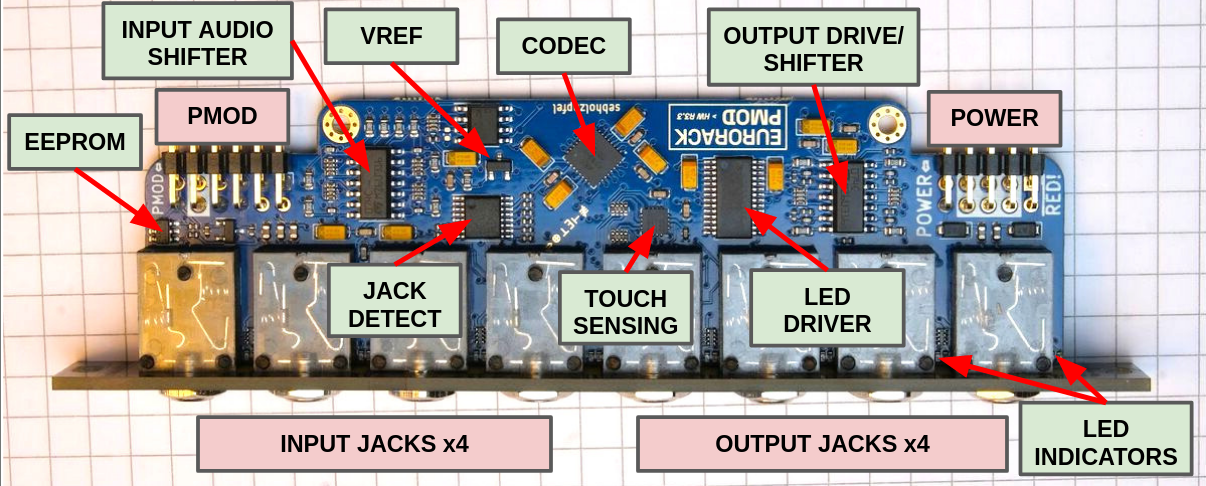 INPUT AUDIO
SHIFTER
VREF
CODEC
OUTPUT DRIVE/
SHIFTER
EEPROM
PMOD
POWER
sebholzapfel
EURORACK
PMOD
> HW R3.3
PMOD
POWER
RED!
JACK
DETECT
TOUCH
SENSING
LED
DRIVER
INPUT JACKS x4
OUTPUT JACKS x4
LED
INDICATORS